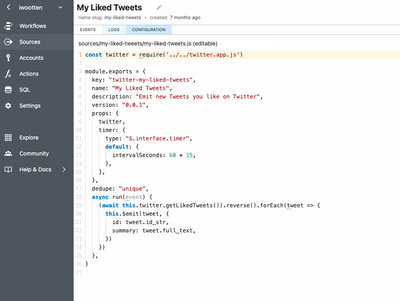 iwootten
Workflows
Sources
Accounts
Actions
SQL
Settings
Explore
Community
Help & Docs
My Liked Tweets
name slug: my-liked-tweets • created: 7 months ago
EVENTS LOGS CONFIGURATION
sources/my-liked-tweets/my-liked-tweets.js (editable)
1 const twitter = require('../../twitter.app.js')
2
3 module.exports = {
4 key: "twitter-my-liked-tweets",
5 name: "My Liked Tweets",
6 description: "Emit new Tweets you like on Twitter",
7 version: "0.0.1",
8 props: {
9 twitter,
10 timer: {
11 type: "$.interface.timer",
12 default: {
13 intervalSeconds: 60 * 15,
14 },
15 },
16 },
17 dedupe: "unique",
18 async run(event) {
19 (await this.twitter.getLikedTweets()).reverse().forEach(tweet => {
20 this.$emit(tweet, {
21 id: tweet.id_str,
22 summary: tweet.full_text,
23 })
24 })
25 },
26 }
27